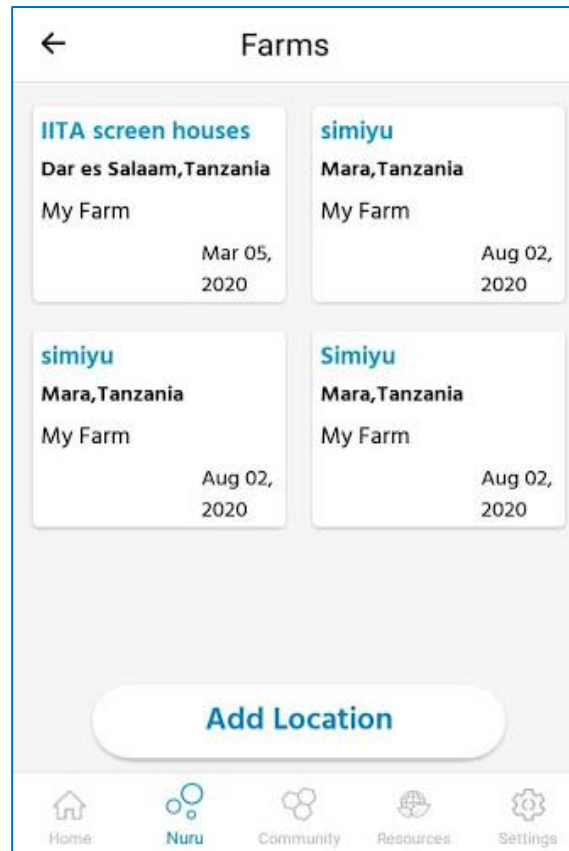 Farms
IITA screen houses
Dar es Salaam,Tanzania
My Farm
Mar 05,
2020
simiyu
Mara,Tanzania
My Farm
Aug 02,
2020
simiyu
Mara,Tanzania
My Farm
Aug 02,
2020
Simiyu
Mara,Tanzania
My Farm
Aug 02,
2020
Add Location
Home
Nuru
Community
Resources
Settings